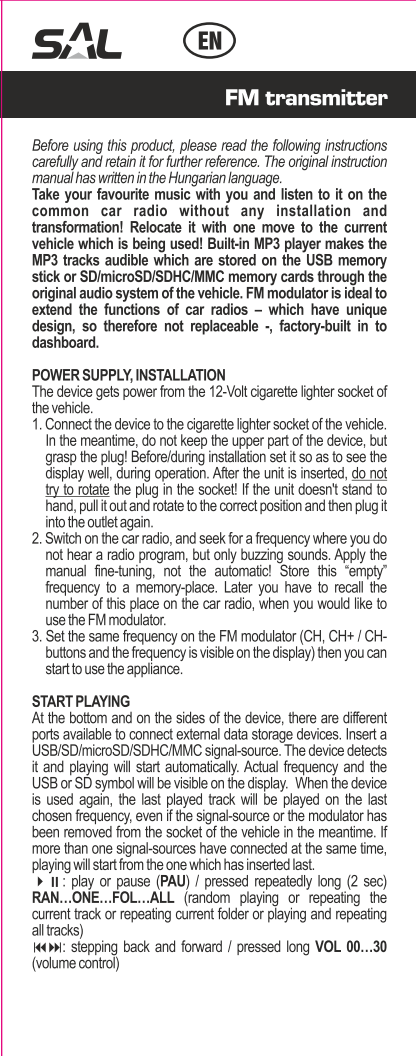 SAL
EN
FM transmitter
Before using this product, please read the following instructions
carefully and retain it for further reference. The original instruction
manual has written in the Hungarian language.
Take your favourite music with you and listen to it on the
common car radio without any installation and
transformation! Relocate it with one move to the current
vehicle which is being used! Built-in MP3 player makes the
MP3 tracks audible which are stored on the USB memory
stick or SD/microSD/SDHC/MMC memory cards through the
original audio system of the vehicle. FM modulator is ideal to
extend the functions of car radios – which have unique
design, so therefore not replaceable -, factory-built in to
dashboard.
POWER SUPPLY, INSTALLATION
The device gets power from the 12-Volt cigarette lighter socket of
the vehicle.
1. Connect the device to the cigarette lighter socket of the vehicle.
In the meantime, do not keep the upper part of the device, but
grasp the plug! Before/during installation set it so as to see the
display well, during operation. After the unit is inserted, do not
try to rotate the plug in the socket! If the unit doesn't stand to
hand, pull it out and rotate to the correct position and then plug it
into the outlet again.
2. Switch on the car radio, and seek for a frequency where you do
not hear a radio program, but only buzzing sounds. Apply the
manual fine-tuning, not the automatic! Store this “empty”
frequency to a memory-place. Later you have to recall the
number of this place on the car radio, when you would like to
use the FM modulator.
3. Set the same frequency on the FM modulator (CH, CH+ / CH-
buttons and the frequency is visible on the display) then you can
start to use the appliance.
START PLAYING
At the bottom and on the sides of the device, there are different
ports available to connect external data storage devices. Insert a
USB/SD/microSD/SDHC/MMC signal-source. The device detects
it and playing will start automatically. Actual frequency and the
USB or SD symbol will be visible on the display. When the device
is used again, the last played track will be played on the last
chosen frequency, even if the signal-source or the modulator has
been removed from the socket of the vehicle in the meantime. If
more than one signal-sources have connected at the same time,
playing will start from the one which has inserted last.
⏵⏸: play or pause (PAU) / pressed repeatedly long (2 sec)
RAN…ONE…FOL…ALL (random playing or repeating the
current track or repeating current folder or playing and repeating
all tracks)
⏮⏭: stepping back and forward / pressed long VOL 00…30
(volume control)